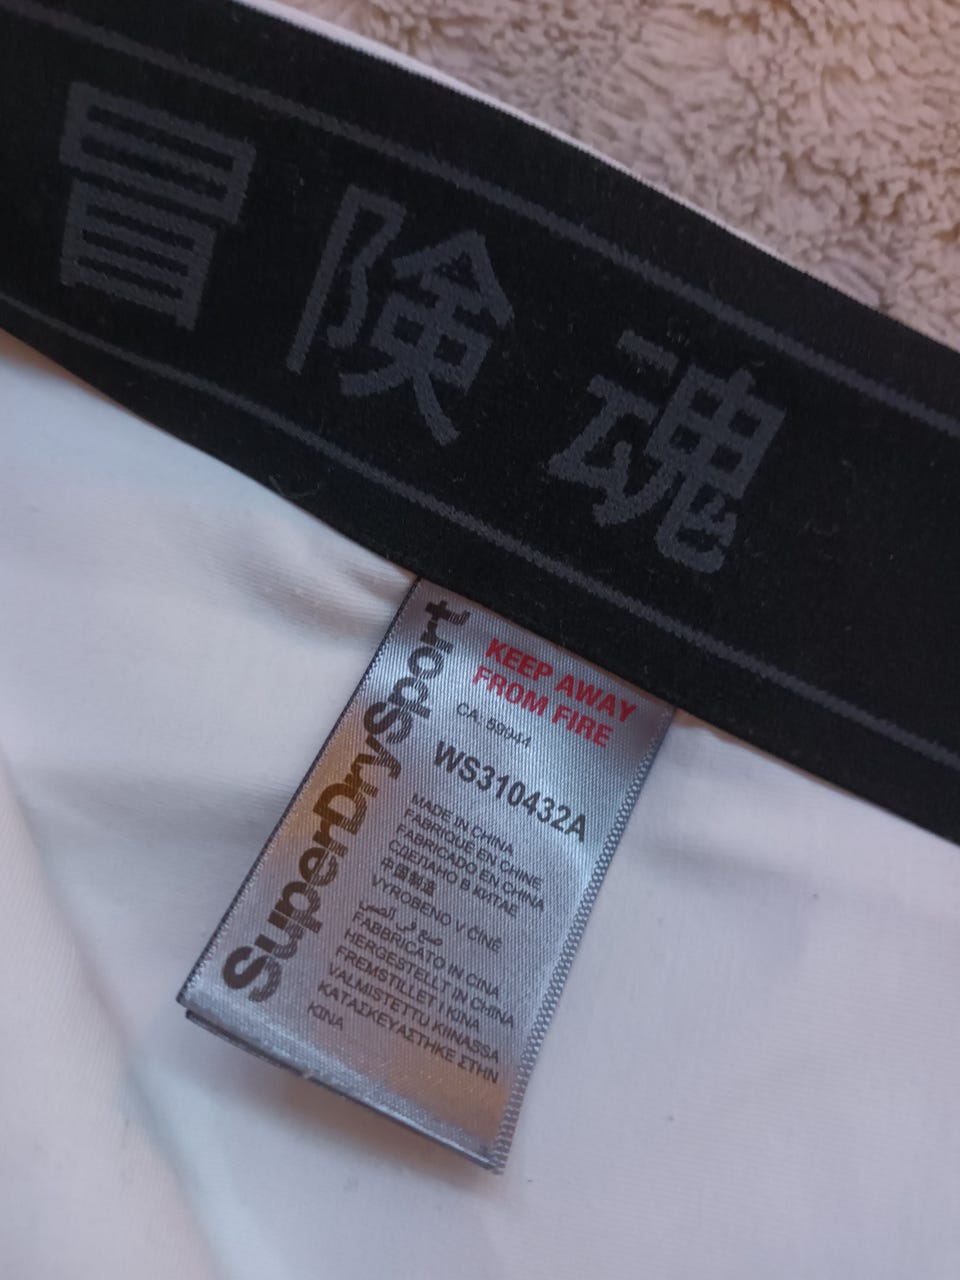 冒険魂
SuperDrySport
KEEP AWAY
FROM FIRE
CA: 59944
WS310432A
MADE IN CHINA
FABRIQUÉ EN CHINE
FABRICADO EN CHINA
СДЕЛАНО В КИТАЕ
中国制造
VYROBENO V ČÍNĚ
صنع في الصين
FABBRICATO IN CINA
HERGESTELLT IN CHINA
FREMSTILLET I KINA
VALMISTETTU KIINASSA
ΚΑΤΑΣΚΕΥΑΣΤΗΚΕ ΣΤΗΝ
ΚΙΝΑ